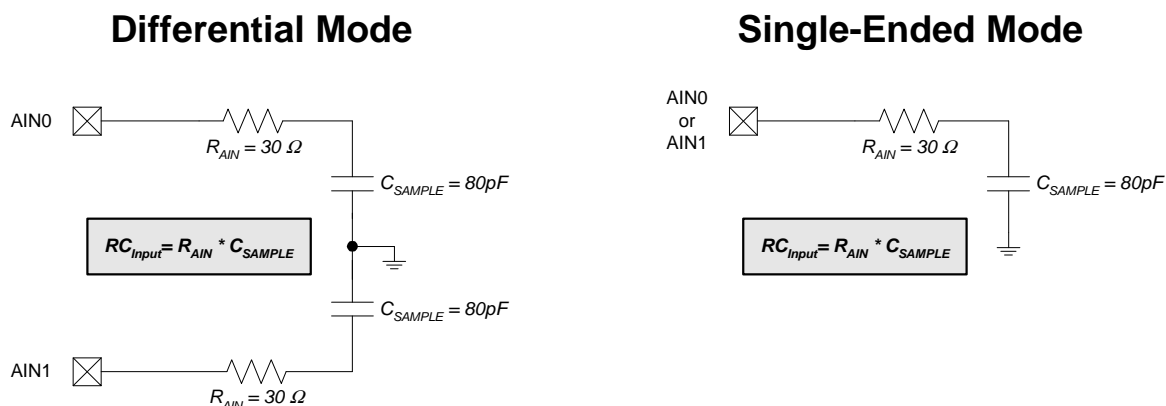 Differential Mode
AIN0
R_AIN = 30 Ω
C_SAMPLE = 80pF
RC_Input= R_AIN * C_SAMPLE
C_SAMPLE = 80pF
AIN1
R_AIN = 30 Ω
Single-Ended Mode
AIN0
or
AIN1
R_AIN = 30 Ω
C_SAMPLE = 80pF
RC_Input= R_AIN * C_SAMPLE